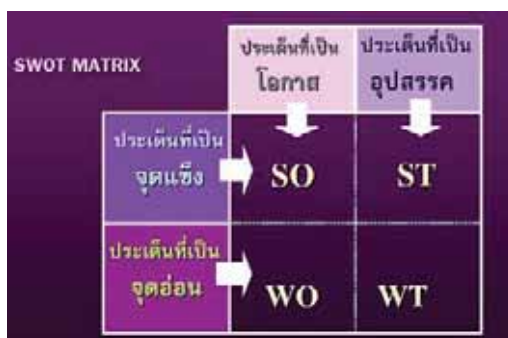 SWOT MATRIX
ประเด็นที่เป็น
โอกาส
ประเด็นที่เป็น
อุปสรรค
ประเด็นที่เป็น
จุดแข็ง
SO
ST
ประเด็นที่เป็น
จุดอ่อน
WO
WT